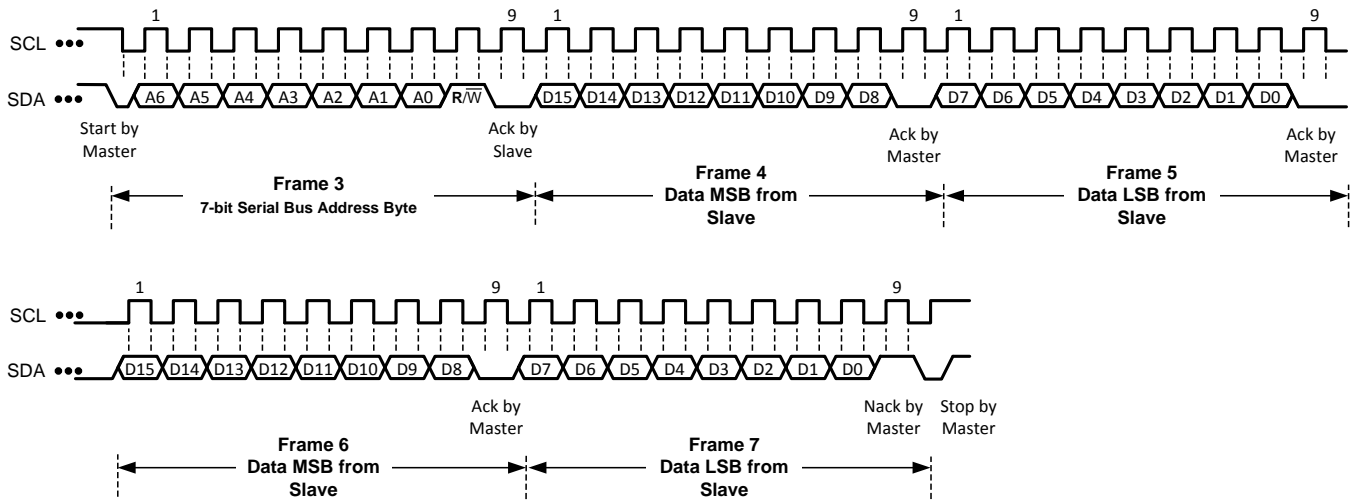 1 9 1 9 1 9
SCL •••
SDA ••• A6 A5 A4 A3 A2 A1 A0 R/W̅ D15 D14 D13 D12 D11 D10 D9 D8 D7 D6 D5 D4 D3 D2 D1 D0
Start by
Master
Ack by
Slave
Ack by
Master
Ack by
Master
Frame 3
7-bit Serial Bus Address Byte
Frame 4
Data MSB from
Slave
Frame 5
Data LSB from
Slave
1 9 1 9
SCL •••
SDA ••• D15 D14 D13 D12 D11 D10 D9 D8 D7 D6 D5 D4 D3 D2 D1 D0
Ack by
Master
Nack by
Master
Stop by
Master
Frame 6
Data MSB from
Slave
Frame 7
Data LSB from
Slave